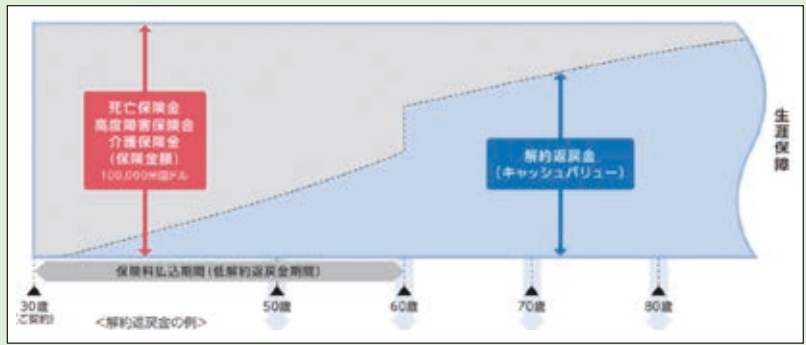 死亡保険金
高度障害保険金
介護保険金
(保険金額)
100,000米国ドル
解約返戻金
(キャッシュバリュー)
生涯保障
保険料払込期間(低解約返戻金期間)
30歳
(ご契約)
50歳
60歳
70歳
80歳
<解約返戻金の例>